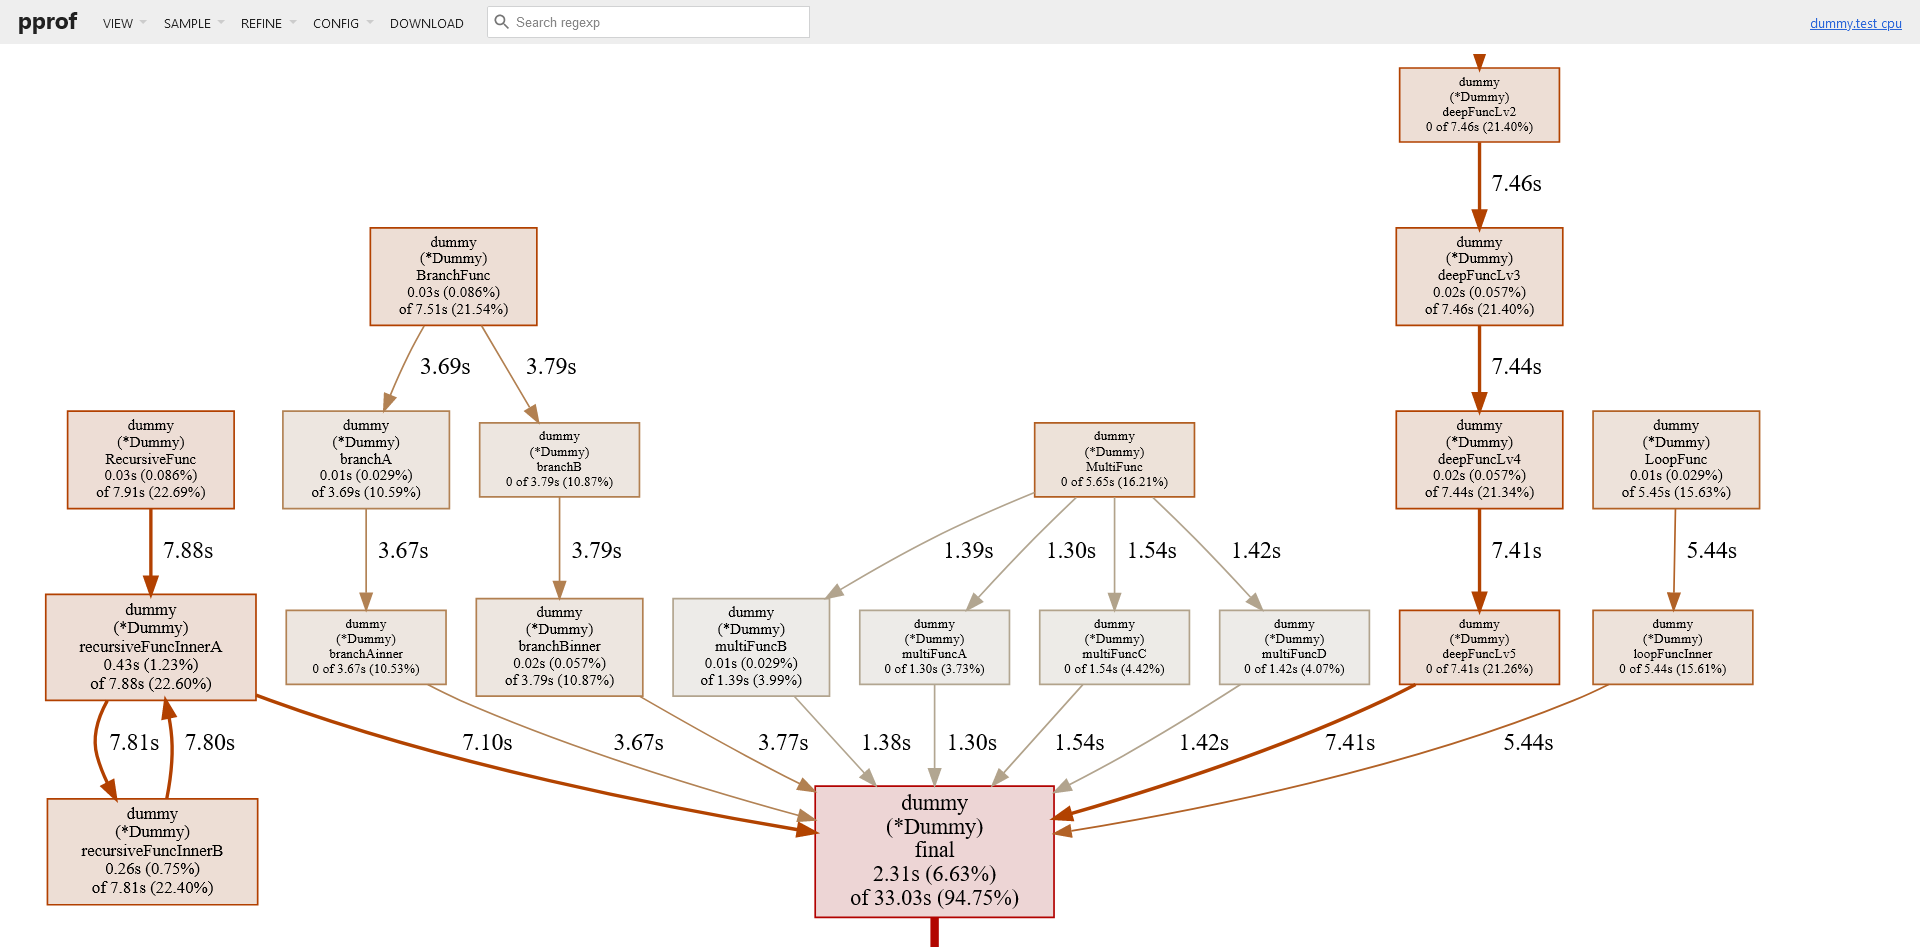 pprof
VIEW
SAMPLE
REFINE
CONFIG
DOWNLOAD
Search regexp
dummy.test cpu
dummy
(*Dummy)
deepFuncLv2
0 of 7.46s (21.40%)
7.46s
dummy
(*Dummy)
BranchFunc
0.03s (0.086%)
of 7.51s (21.54%)
dummy
(*Dummy)
deepFuncLv3
0.02s (0.057%)
of 7.46s (21.40%)
3.69s
3.79s
7.44s
dummy
(*Dummy)
RecursiveFunc
0.03s (0.086%)
of 7.91s (22.69%)
dummy
(*Dummy)
branchA
0.01s (0.029%)
of 3.69s (10.59%)
dummy
(*Dummy)
branchB
0 of 3.79s (10.87%)
dummy
(*Dummy)
MultiFunc
0 of 5.65s (16.21%)
dummy
(*Dummy)
deepFuncLv4
0.02s (0.057%)
of 7.44s (21.34%)
dummy
(*Dummy)
LoopFunc
0.01s (0.029%)
of 5.45s (15.63%)
7.88s
3.67s
3.79s
1.39s
1.30s
1.54s
1.42s
7.41s
5.44s
dummy
(*Dummy)
recursiveFuncInnerA
0.43s (1.23%)
of 7.88s (22.60%)
dummy
(*Dummy)
branchAinner
0 of 3.67s (10.53%)
dummy
(*Dummy)
branchBinner
0.02s (0.057%)
of 3.79s (10.87%)
dummy
(*Dummy)
multiFuncB
0.01s (0.029%)
of 1.39s (3.99%)
dummy
(*Dummy)
multiFuncA
0 of 1.30s (3.73%)
dummy
(*Dummy)
multiFuncC
0 of 1.54s (4.42%)
dummy
(*Dummy)
multiFuncD
0 of 1.42s (4.07%)
dummy
(*Dummy)
deepFuncLv5
0 of 7.41s (21.26%)
dummy
(*Dummy)
loopFuncInner
0 of 5.44s (15.61%)
7.81s
7.80s
7.10s
3.67s
3.77s
1.38s
1.30s
1.54s
1.42s
7.41s
5.44s
dummy
(*Dummy)
recursiveFuncInnerB
0.26s (0.75%)
of 7.81s (22.40%)
dummy
(*Dummy)
final
2.31s (6.63%)
of 33.03s (94.75%)